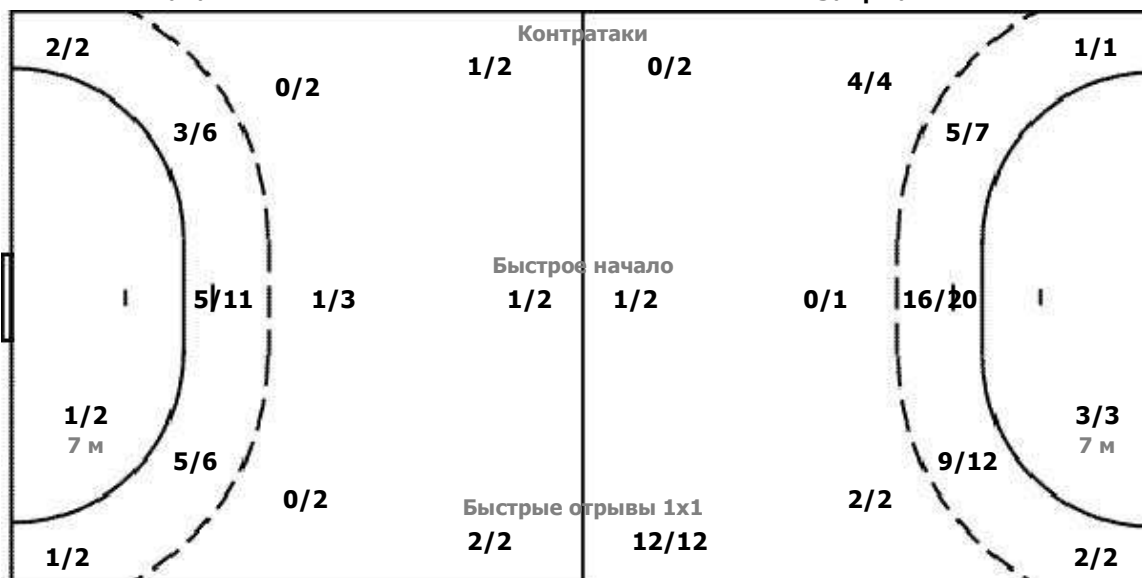 Контратаки
2/2 1/2 0/2 1/1
0/2 4/4
3/6 5/7
Быстрое начало
5/11 1/3 1/2 1/2 0/1 16/20
1/2 3/3
7 м 7 м
5/6 9/12
0/2 2/2
Быстрые отрывы 1x1
2/2 12/12
1/2 2/2